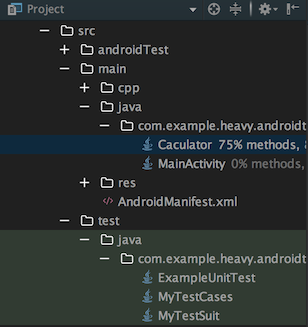 Project
src
androidTest
main
cpp
java
com.example.heavy.androidt
Caculator 75% methods,
MainActivity 0% methods,
res
AndroidManifest.xml
test
java
com.example.heavy.androidt
ExampleUnitTest
MyTestCases
MyTestSuit